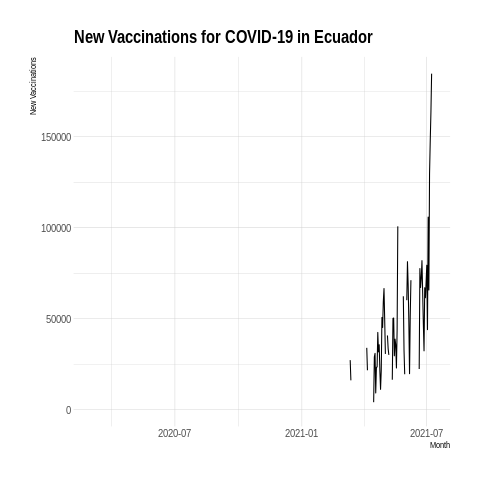 New Vaccinations for COVID-19 in Ecuador
New Vaccinations
150000
100000
50000
0
2020-07 2021-01 2021-07
Month